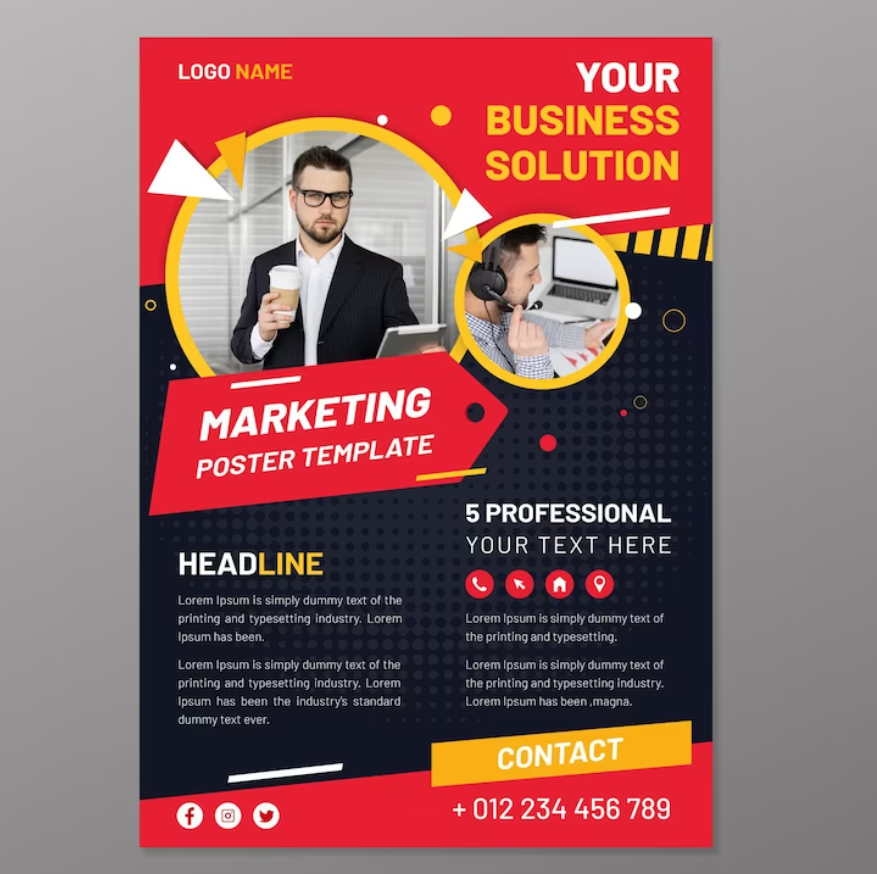 LOGO NAME
YOUR
BUSINESS
SOLUTION
MARKETING
POSTER TEMPLATE
HEADLINE
Lorem Ipsum is simply dummy text of the
printing and typesetting industry. Lorem
Ipsum has been.
Lorem Ipsum is simply dummy text of the
printing and typesetting industry. Lorem
Ipsum has been the industry's standard
dummy text ever.
5 PROFESSIONAL
YOUR TEXT HERE
Lorem Ipsum is simply dummy text of
the printing and typesetting.
Lorem Ipsum is simply dummy text of
the printing and typesetting industry.
Lorem Ipsum has been ,magna.
CONTACT
+ 012 234 456 789